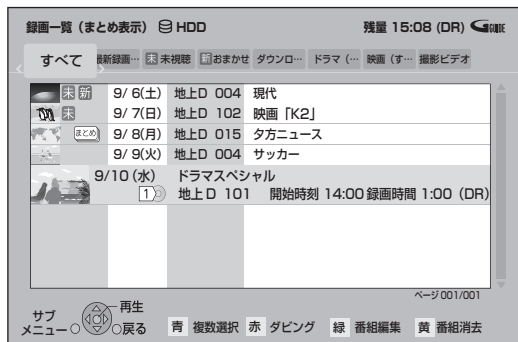 録画一覧（まとめ表示） HDD 残量 15:08 (DR) GGUIDE
すべて 最新録画… 未 未視聴 新 おまかせ ダウンロ… ドラマ（… 映画（す… 撮影ビデオ
未 新 9/ 6(土) 地上D 004 現代
未 9/ 7(日) 地上D 102 映画「K2」
まとめ 9/ 8(月) 地上D 015 夕方ニュース
9/ 9(火) 地上D 004 サッカー
9/10(水) ドラマスペシャル
1 地上D 101 開始時刻 14:00 録画時間 1:00（DR)
ページ 001/001
サブメニュー 再生 戻る 青 複数選択 赤 ダビング 緑 番組編集 黄 番組消去